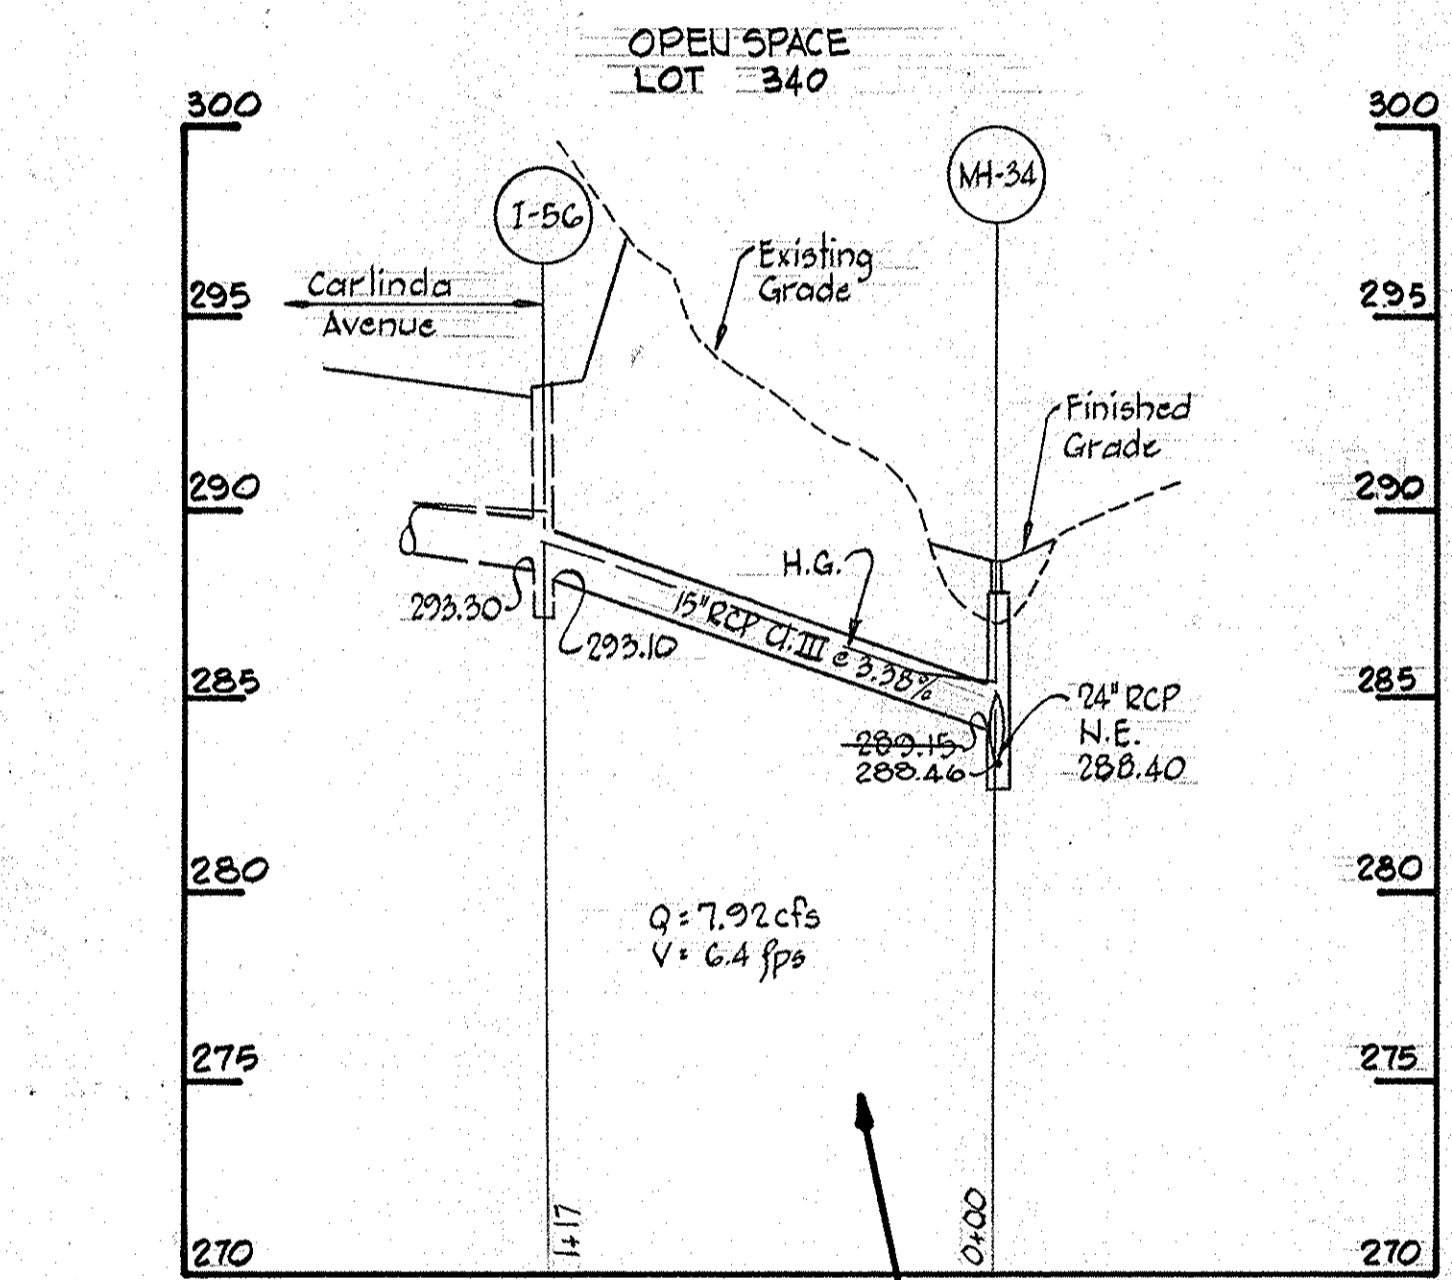 OPEN SPACE
LOT 340
300
300
MH-34
I-56
Existing
Grade
Carlinda
Avenue
295
295
Finished
Grade
290
290
H.G.
293.30
15" RCP Cl. III @ 3.38%
293.10
285
285
24" RCP
N.E.
288.40
289.15
288.46
280
280
Q = 7.92 cfs
V = 6.4 fps
275
275
1+17
0+00
270
270